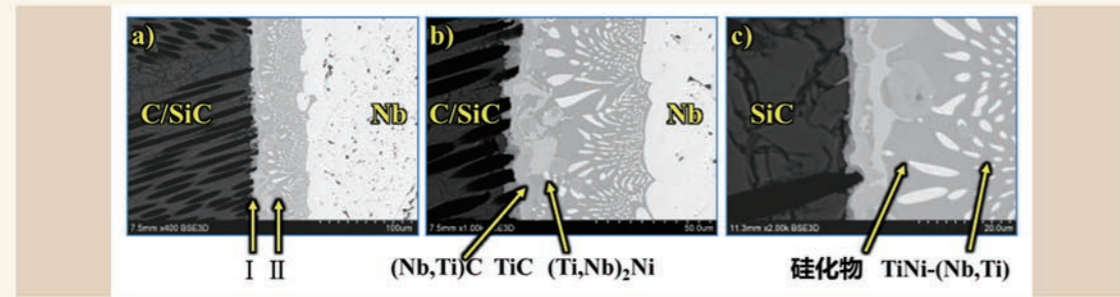 a)
C/SiC
Nb
7.5mm x400 BSE3D
100um
b)
C/SiC
Nb
7.5mm x1.00k BSE3D
50.0um
c)
SiC
11.3mm x2.00k BSE3D
20.0um
Ⅰ Ⅱ
(Nb,Ti)C TiC (Ti,Nb)₂Ni
硅化物 TiNi-(Nb,Ti)